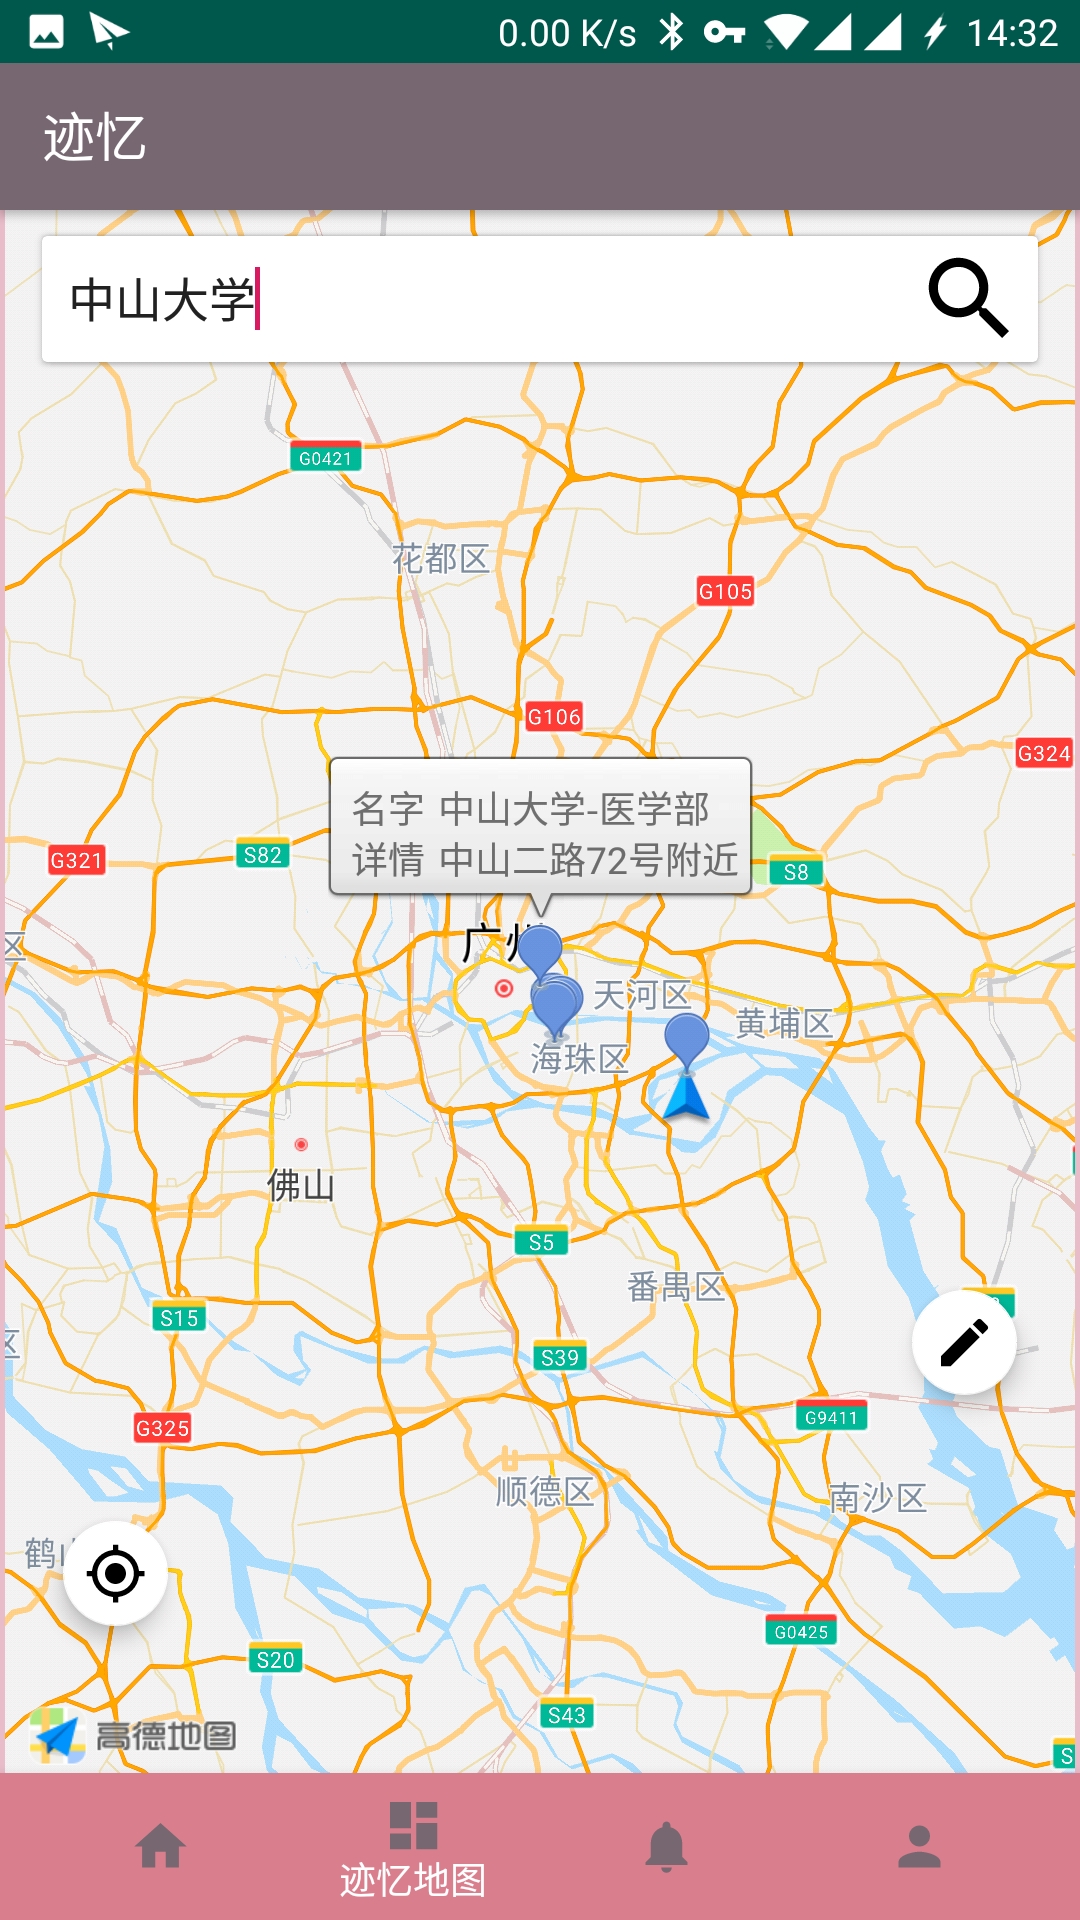 0.00 K/s 14:32
迹忆
中山大学
G0421
花都区
G105
G106
G324
名字 中山大学-医学部
详情 中山二路72号附近
G321
S82
S8
区
广州
天河区
黄埔区
海珠区
佛山
S5
番禺区
S15
区
S39
G9411
G325
顺德区
南沙区
鹤
G0425
S20
S43
高德地图
S
迹忆地图